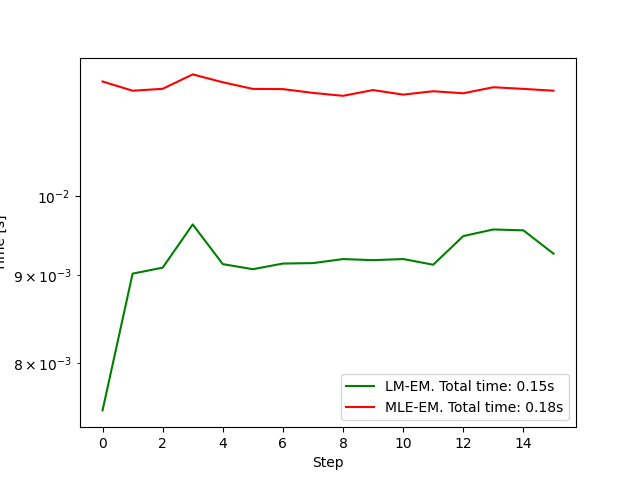 Time [s]
10⁻²
9 × 10⁻³
8 × 10⁻³
0 2 4 6 8 10 12 14
Step
LM-EM. Total time: 0.15s
MLE-EM. Total time: 0.18s